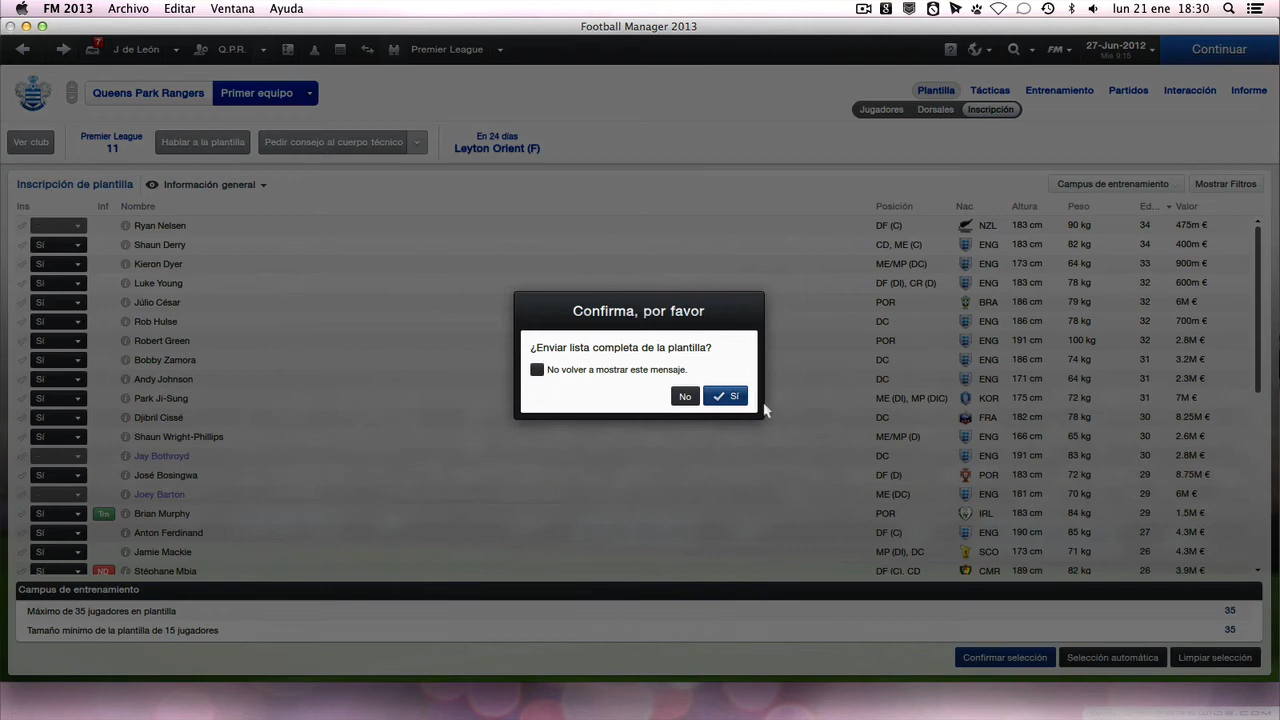 FM 2013 Archivo Editar Ventana Ayuda lun 21 ene 18:30
Football Manager 2013
7 J de León Q.P.R. Premier League FM 27-Jun-2012 Continuar
Mié 9:15
Queens Park Rangers Primer equipo Plantilla Tácticas Entrenamiento Partidos Interacción Informe
Jugadores Dorsales Inscripción
Ver club Premier League Hablar a la plantilla Pedir consejo al cuerpo técnico En 24 días
11 Leyton Orient (F)
Inscripción de plantilla Información general Campus de entrenamiento Mostrar Filtros
Ins Inf Nombre Posición Nac Altura Peso Ed... Valor
- Ryan Nelsen DF (C) NZL 183 cm 90 kg 34 475m €
Sí Shaun Derry CD, ME (C) ENG 183 cm 82 kg 34 400m €
Sí Kieron Dyer ME/MP (DC) ENG 173 cm 64 kg 33 900m €
Sí Luke Young DF (DI), CR (D) ENG 183 cm 78 kg 32 600m €
Sí Júlio César POR BRA 186 cm 79 kg 32 6M €
Sí Rob Hulse DC ENG 186 cm 78 kg 32 700m €
Sí Robert Green POR ENG 191 cm 100 kg 32 2.8M €
Sí Bobby Zamora DC ENG 186 cm 74 kg 31 3.2M €
Sí Andy Johnson DC ENG 171 cm 64 kg 31 2.3M €
Sí Park Ji-Sung ME (DI), MP (DIC) KOR 175 cm 72 kg 31 7M €
Sí Djibril Cissé DC FRA 182 cm 78 kg 30 8.25M €
Sí Shaun Wright-Phillips ME/MP (D) ENG 166 cm 65 kg 30 2.6M €
- Jay Bothroyd DC ENG 191 cm 83 kg 30 2.8M €
Sí José Bosingwa DF (D) POR 183 cm 72 kg 29 8.75M €
- Joey Barton ME (DC) ENG 181 cm 70 kg 29 6M €
Sí Trn Brian Murphy POR IRL 183 cm 84 kg 29 1.5M €
Sí Anton Ferdinand DF (C) ENG 190 cm 85 kg 27 4.3M €
Sí Jamie Mackie MP (DI), DC SCO 173 cm 71 kg 26 4.3M €
Sí ND Stéphane Mbia DF (C), CD CMR 189 cm 82 kg 26 3.9M €
Confirma, por favor
¿Enviar lista completa de la plantilla?
No volver a mostrar este mensaje.
No Sí
Campus de entrenamiento
Máximo de 35 jugadores en plantilla 35
Tamaño mínimo de la plantilla de 15 jugadores 35
Confirmar selección Selección automática Limpiar selección